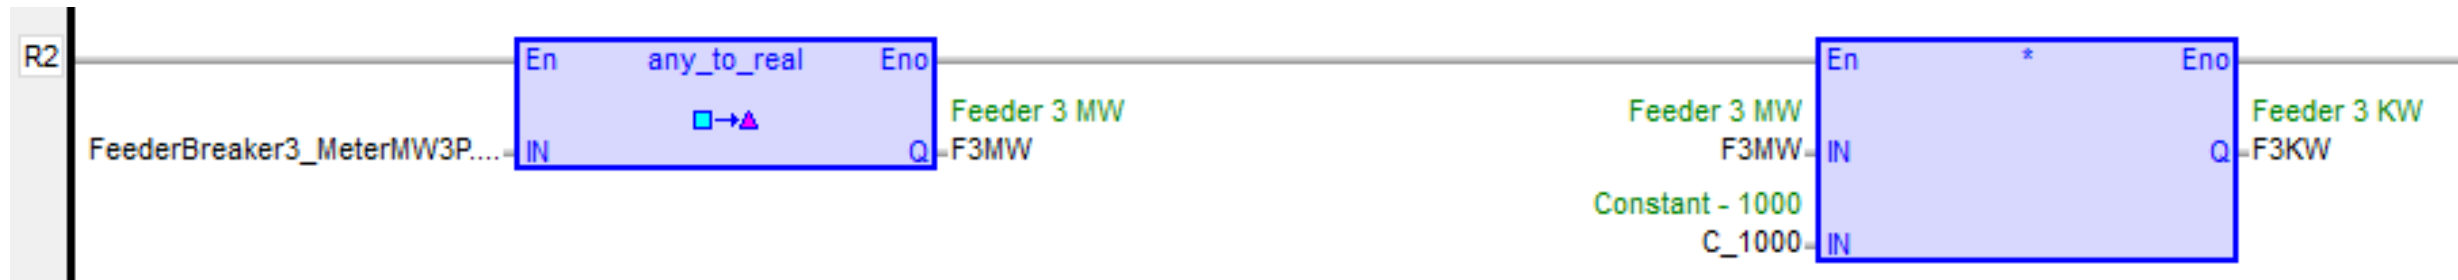 R2
En any_to_real Eno
FeederBreaker3_MeterMW3P.... IN Q
Feeder 3 MW
F3MW
En * Eno
Feeder 3 MW
F3MW IN Q
Constant - 1000
C_1000 IN
Feeder 3 KW
F3KW